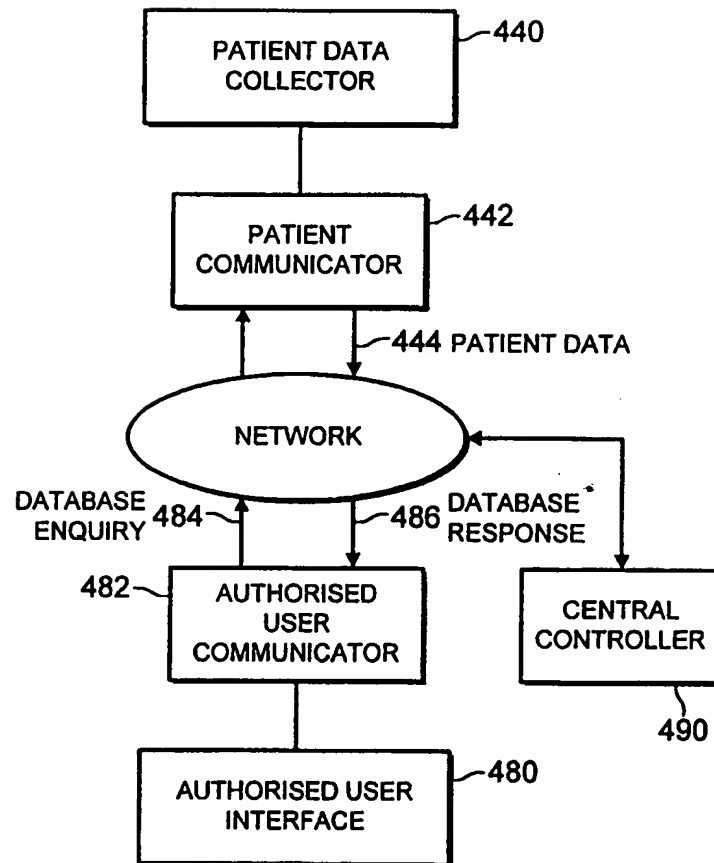 PATIENT DATA
COLLECTOR
440
PATIENT
COMMUNICATOR
442
444 PATIENT DATA
NETWORK
DATABASE
ENQUIRY
484
486
DATABASE
RESPONSE
482
AUTHORISED
USER
COMMUNICATOR
CENTRAL
CONTROLLER
490
AUTHORISED USER
INTERFACE
480